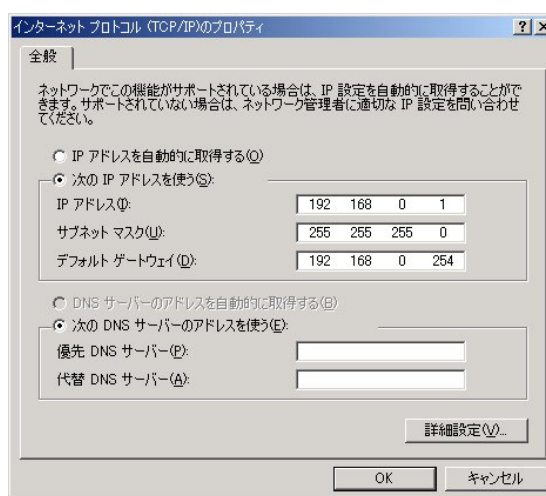 インターネット プロトコル (TCP/IP)のプロパティ
全般
ネットワークでこの機能がサポートされている場合は、IP 設定を自動的に取得することがで
きます。サポートされていない場合は、ネットワーク管理者に適切な IP 設定を問い合わせ
てください。
IP アドレスを自動的に取得する(O)
次の IP アドレスを使う(S):
IP アドレス(I): 192 168 0 1
サブネット マスク(U): 255 255 255 0
デフォルト ゲートウェイ(D): 192 168 0 254
DNS サーバーのアドレスを自動的に取得する(B)
次の DNS サーバーのアドレスを使う(E):
優先 DNS サーバー(P):
代替 DNS サーバー(A):
詳細設定(V)...
OK キャンセル